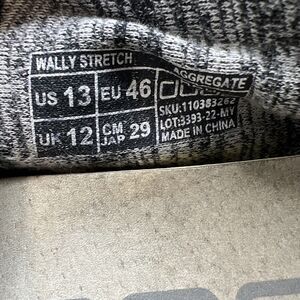 WALLY STRETCH
US 13 EU 46
UK 12 CM JAP 29
AGGREGATE
SKU:110383262
LOT:3393-22-MY
MADE IN CHINA